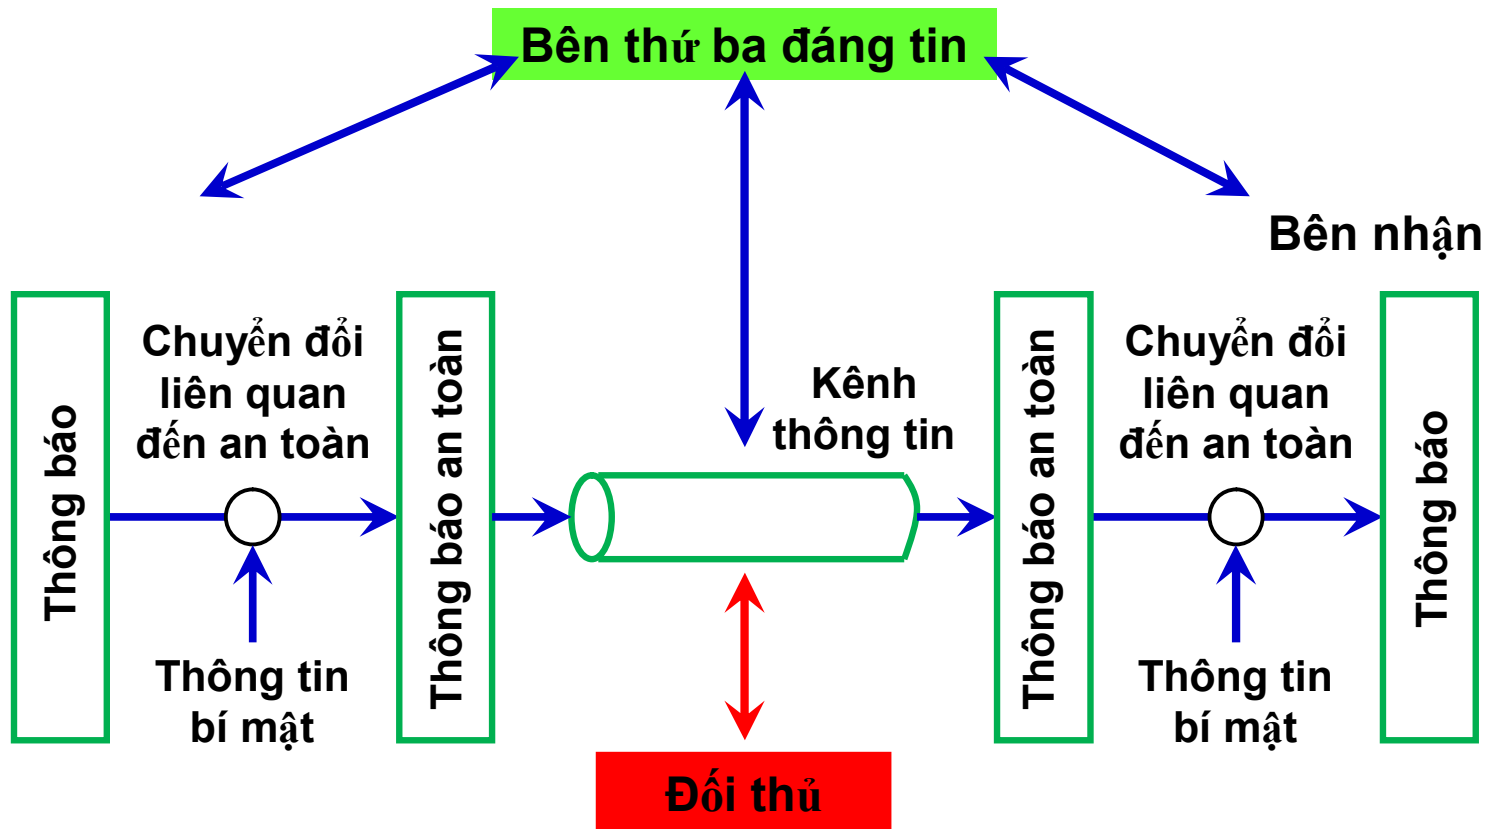 Bên thứ ba đáng tin
Bên nhận
Thông báo
Chuyển đổi
liên quan
đến an toàn
Thông tin
bí mật
Thông báo an toàn
Kênh
thông tin
Đối thủ
Thông báo an toàn
Chuyển đổi
liên quan
đến an toàn
Thông tin
bí mật
Thông báo